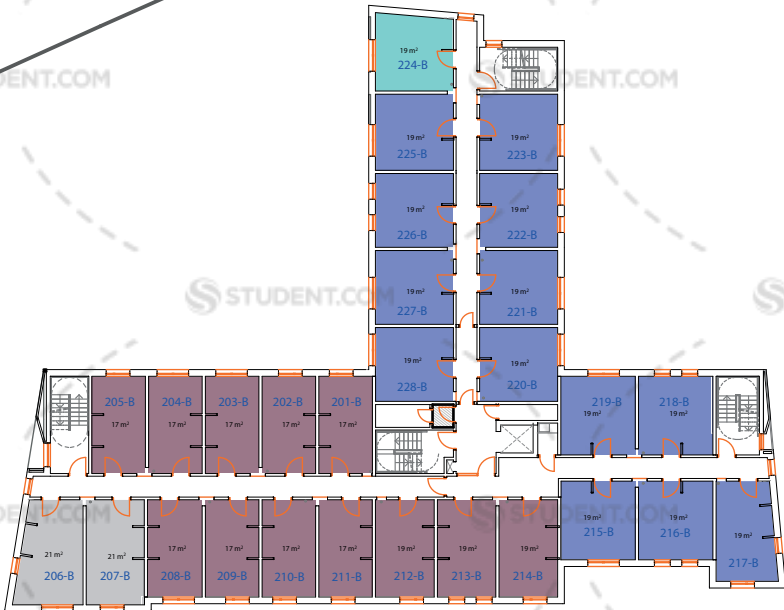 19 m²
224-B
STUDENT.COM
STUDENT.COM
19 m²
225-B
19 m²
223-B
19 m²
226-B
19 m²
222-B
STUDENT.COM
19 m²
227-B
19 m²
221-B
19 m²
228-B
19 m²
220-B
205-B
17 m²
204-B
17 m²
203-B
17 m²
202-B
17 m²
201-B
17 m²
219-B
19 m²
218-B
19 m²
STUDENT.COM
STUDENT.COM
21 m²
206-B
21 m²
207-B
17 m²
208-B
17 m²
209-B
17 m²
210-B
17 m²
211-B
19 m²
212-B
19 m²
213-B
19 m²
214-B
19 m²
215-B
19 m²
216-B
19 m²
217-B